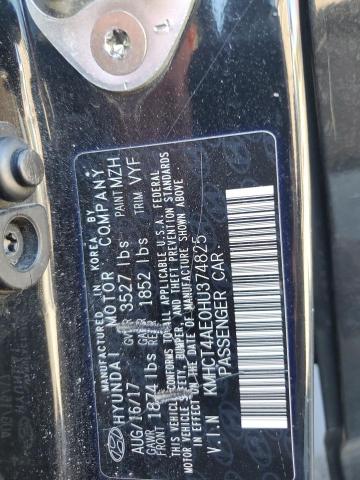 MANUFACTURED IN KOREA BY
HYUNDAI MOTOR COMPANY
AUG/16/17 GVWR 3527 lbs PAINT MZH
GAWR FRONT 1874 lbs GAWR REAR 1852 lbs TRIM VYF
THIS VEHICLE CONFORMS TO ALL APPLICABLE U.S.A. FEDERAL
MOTOR VEHICLE SAFETY, BUMPER, AND THEFT PREVENTION STANDARDS
IN EFFECT ON THE DATE OF MANUFACTURE SHOWN ABOVE.
V.I.N KMHCT4AE0HU374825
PASSENGER CAR